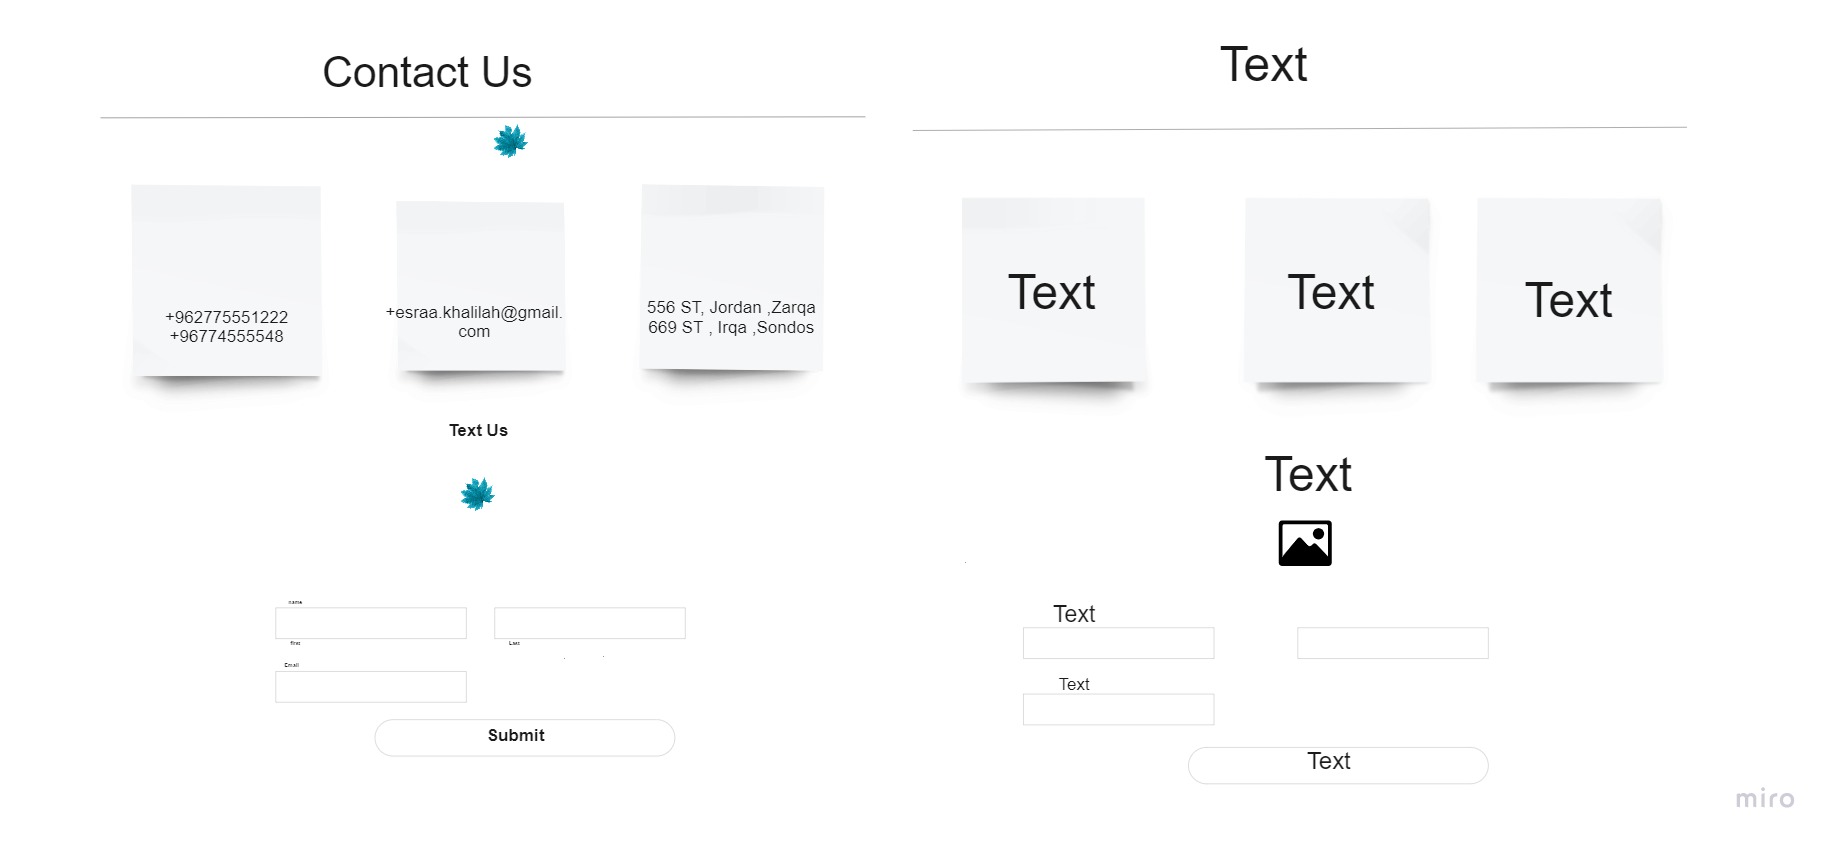 Contact Us
+962775551222
+96774555548
+esraa.khalilah@gmail.
com
556 ST, Jordan ,Zarqa
669 ST , Irqa ,Sondos
Text Us
name
first
Last
Email
Submit
Text
Text
Text
Text
Text
Text
Text
Text
miro